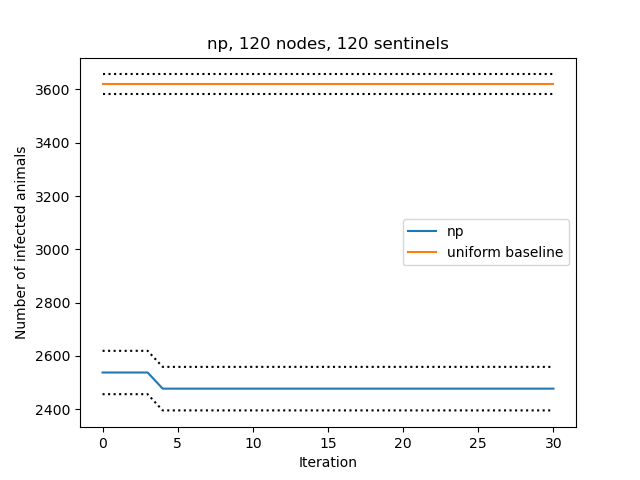 np, 120 nodes, 120 sentinels
3600
3400
3200
3000
2800
2600
2400
Number of infected animals
np
uniform baseline
0 5 10 15 20 25 30
Iteration